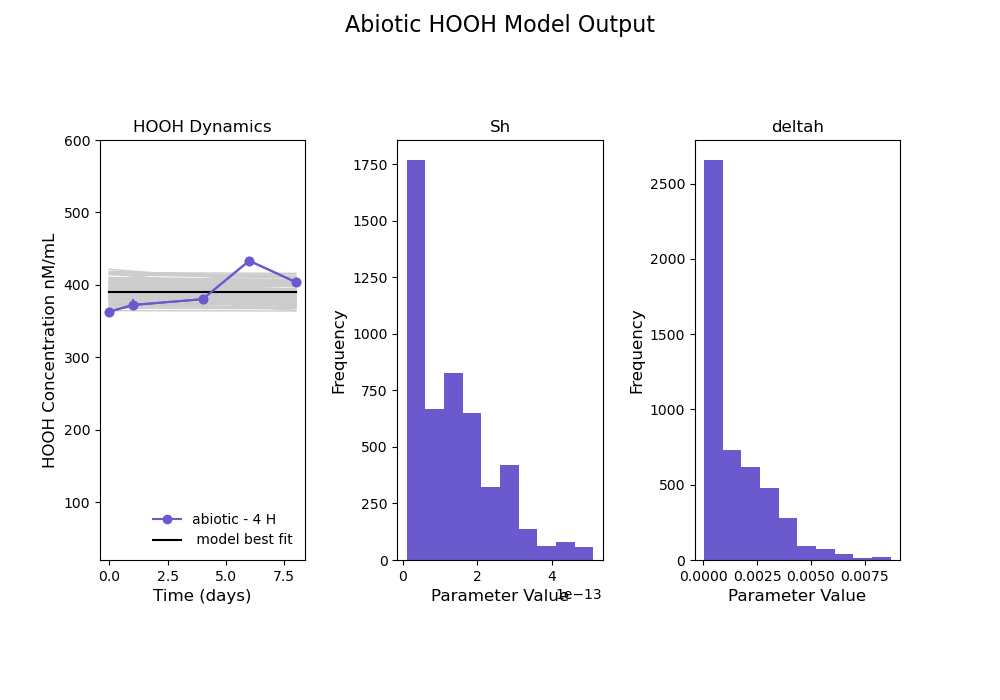 Abiotic HOOH Model Output
HOOH Dynamics
HOOH Concentration nM/mL
600
500
400
300
200
100
abiotic - 4 H
model best fit
0.0 2.5 5.0 7.5
Time (days)
Sh
Frequency
1750
1500
1250
1000
750
500
250
0
0 2 4
Parameter Value
1e−13
deltah
Frequency
2500
2000
1500
1000
500
0
0.0000 0.0025 0.0050 0.0075
Parameter Value